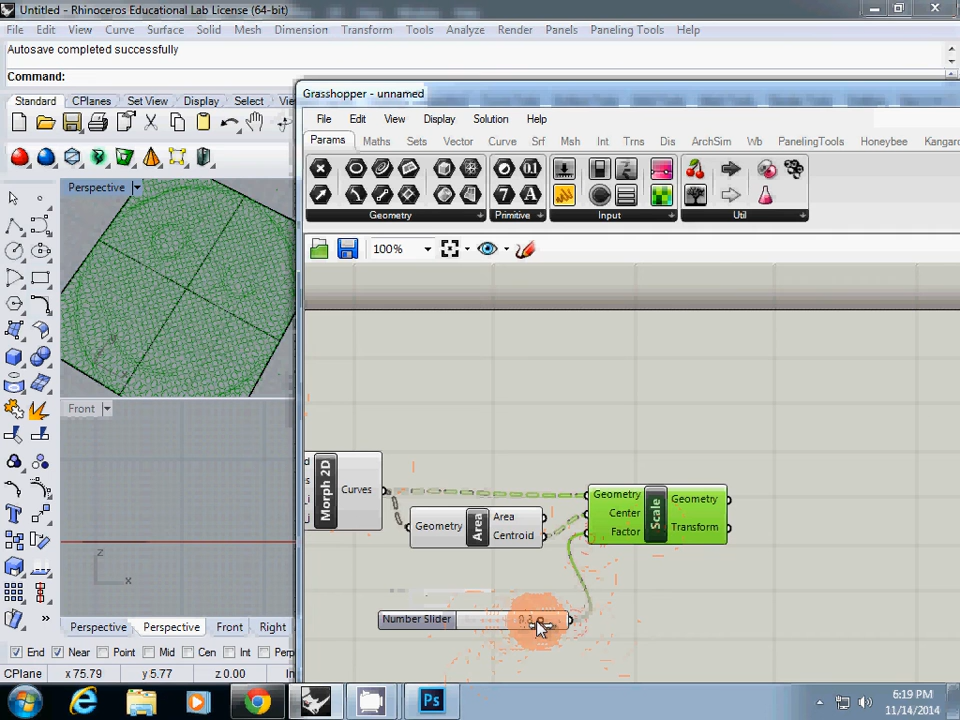 Untitled - Rhinoceros Educational Lab License (64-bit)
File Edit View Curve Surface Solid Mesh Dimension Transform Tools Analyze Render Panels Paneling Tools Help
Autosave completed successfully
Command:
Standard CPlanes Set View Display Select
Grasshopper - unnamed
File Edit View Display Solution Help
Params Maths Sets Vector Curve Srf Msh Int Trns Dis ArchSim Wb PanelingTools Honeybee Kangar
Geometry Primitive Input Util
Perspective
100%
Front
Morph 2D
Curves
Geometry
Area
Area
Centroid
Geometry
Center
Factor
Scale
Geometry
Transform
Number Slider
z
x
Perspective Perspective Front Right
End Near Point Mid Cen Int Perp
CPlane x 75.79 y 5.77 z 0.00 In
Ps
6:19 PM
11/14/2014